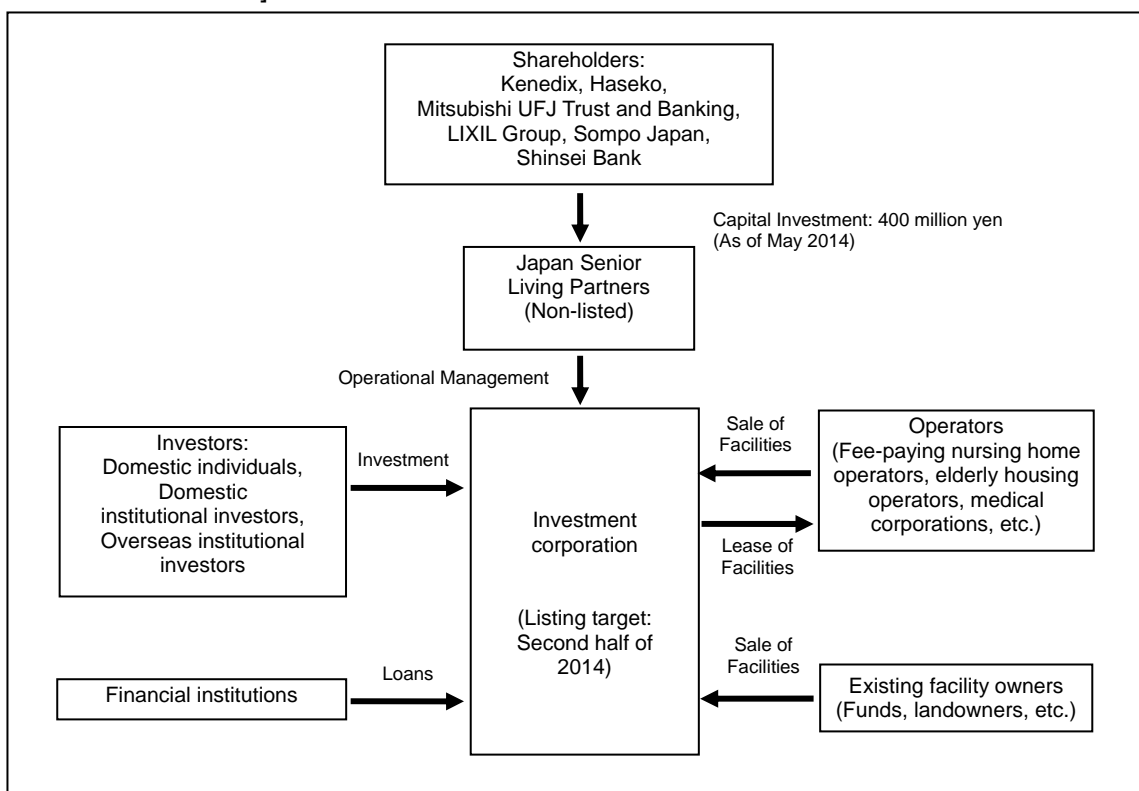 Shareholders:
Kenedix, Haseko,
Mitsubishi UFJ Trust and Banking,
LIXIL Group, Sompo Japan,
Shinsei Bank
Capital Investment: 400 million yen
(As of May 2014)
Japan Senior
Living Partners
(Non-listed)
Operational Management
Investors:
Domestic individuals,
Domestic
institutional investors,
Overseas institutional
investors
Investment
Financial institutions
Loans
Investment
corporation
(Listing target:
Second half of
2014)
Sale of
Facilities
Lease of
Facilities
Operators
(Fee-paying nursing home
operators, elderly housing
operators, medical
corporations, etc.)
Sale of
Facilities
Existing facility owners
(Funds, landowners, etc.)